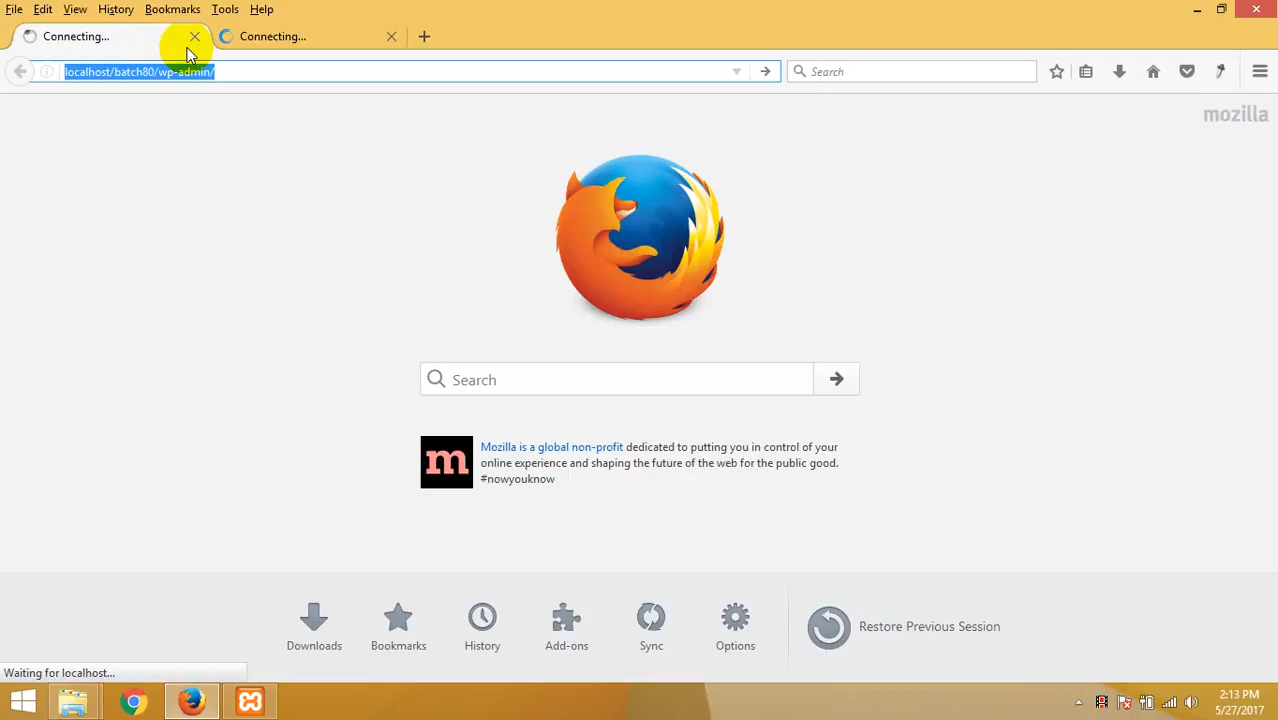 File Edit View History Bookmarks Tools Help
Connecting... Connecting...
localhost/batch80/wp-admin/ Search
mozilla
Search
m
Mozilla is a global non-profit dedicated to putting you in control of your
online experience and shaping the future of the web for the public good.
#nowyouknow
Downloads Bookmarks History Add-ons Sync Options Restore Previous Session
Waiting for localhost...
2:13 PM
5/27/2017